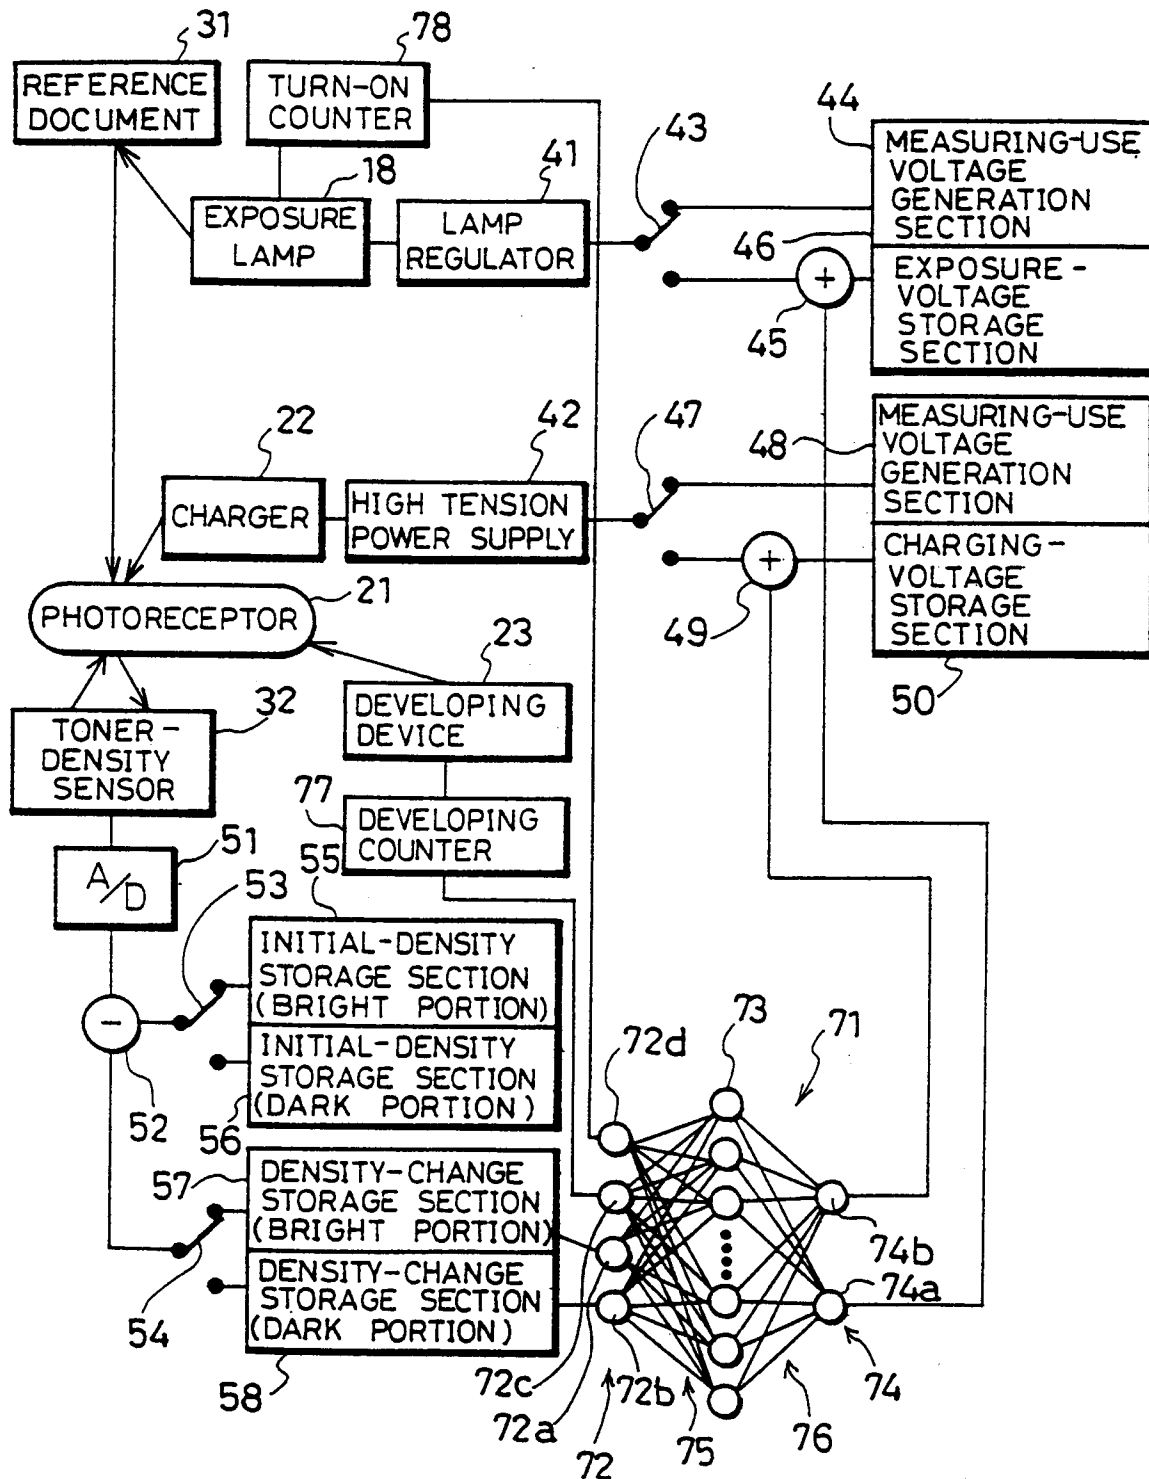 31
78
REFERENCE
DOCUMENT
TURN-ON
COUNTER
18
41
43
44
EXPOSURE
LAMP
LAMP
REGULATOR
MEASURING-USE
VOLTAGE
GENERATION
SECTION
46
+
45
EXPOSURE-
VOLTAGE
STORAGE
SECTION
22
42
47
48
CHARGER
HIGH TENSION
POWER SUPPLY
MEASURING-USE
VOLTAGE
GENERATION
SECTION
+
49
CHARGING-
VOLTAGE
STORAGE
SECTION
50
PHOTORECEPTOR
21
23
32
TONER-
DENSITY
SENSOR
DEVELOPING
DEVICE
77
DEVELOPING
COUNTER
51
A/D
53
55
INITIAL-DENSITY
STORAGE SECTION
(BRIGHT PORTION)
−
52
INITIAL-DENSITY
STORAGE SECTION
(DARK PORTION)
56
57
DENSITY-CHANGE
STORAGE SECTION
(BRIGHT PORTION)
54
DENSITY-CHANGE
STORAGE SECTION
(DARK PORTION)
58
72d
73
71
74b
74a
72c
72a
72b
72
75
76
74